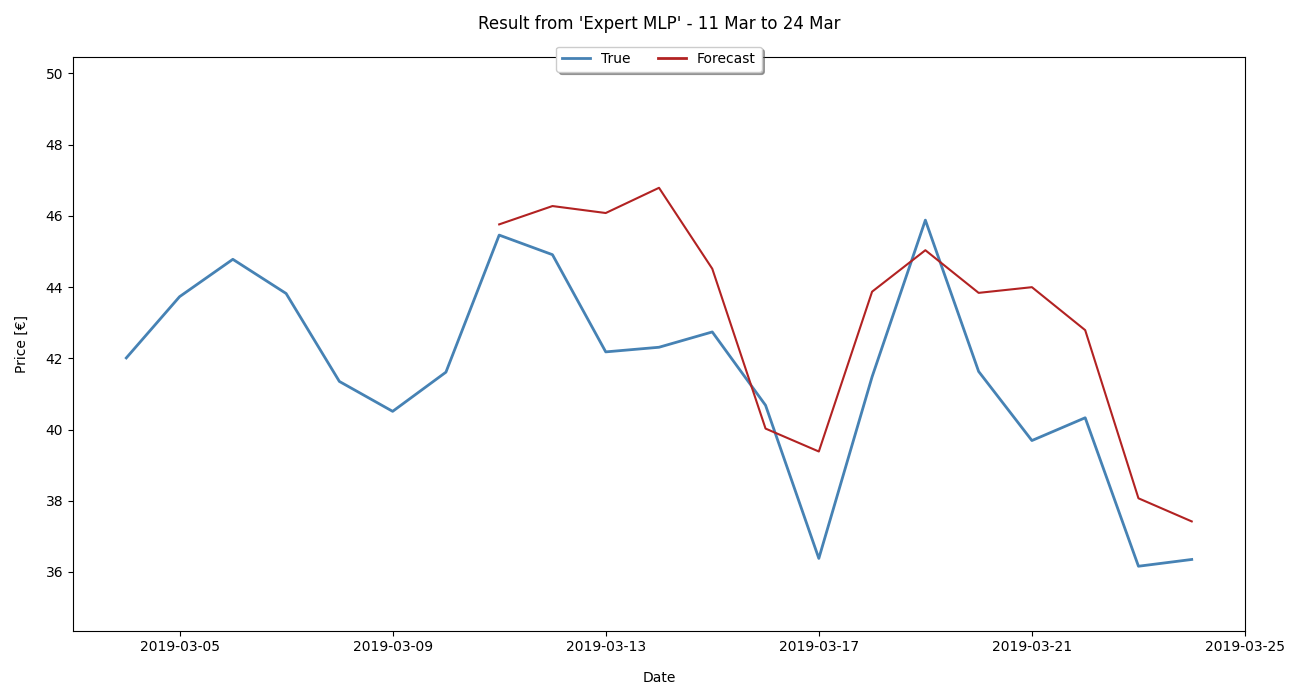 Result from 'Expert MLP' - 11 Mar to 24 Mar
True Forecast
50
48
46
44
42
40
38
36
Price [€]
2019-03-05 2019-03-09 2019-03-13 2019-03-17 2019-03-21 2019-03-25
Date